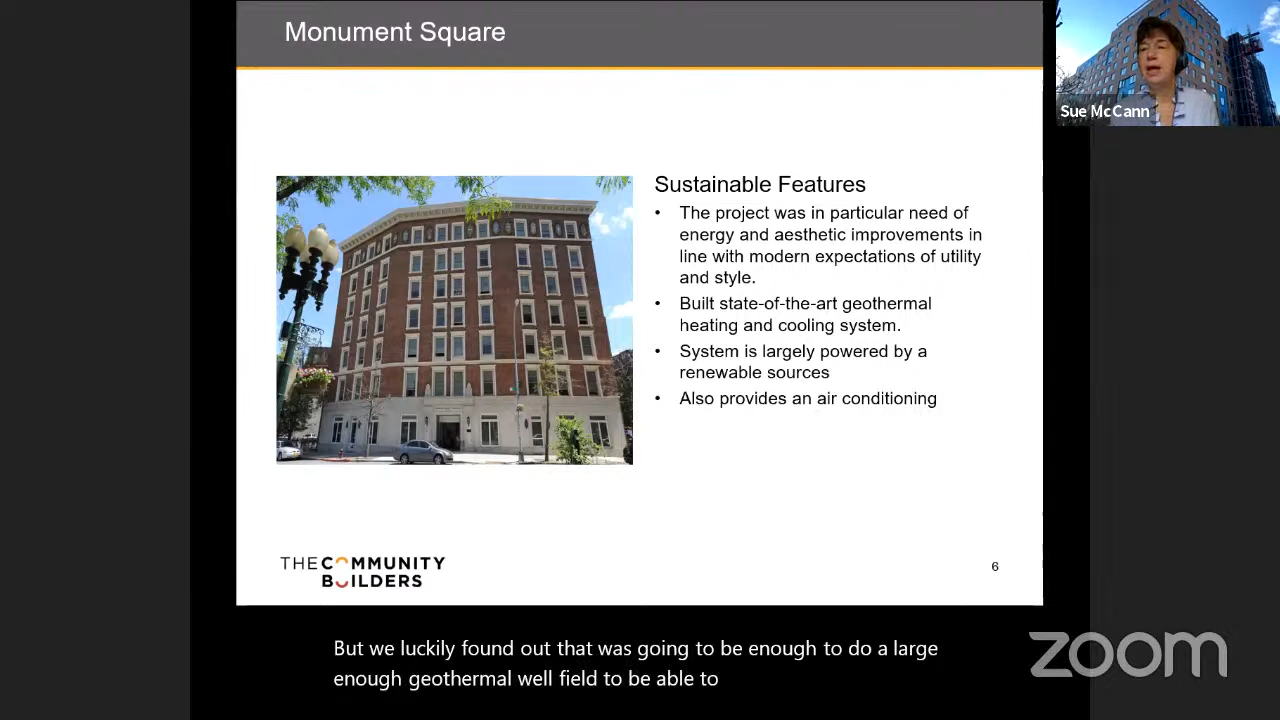 Monument Square
Sue McCann
Sustainable Features
• The project was in particular need of
energy and aesthetic improvements in
line with modern expectations of utility
and style.
• Built state-of-the-art geothermal
heating and cooling system.
• System is largely powered by a
renewable sources
• Also provides an air conditioning
THE COMMUNITY
BUILDERS
6
But we luckily found out that was going to be enough to do a large
enough geothermal well field to be able to
zoom